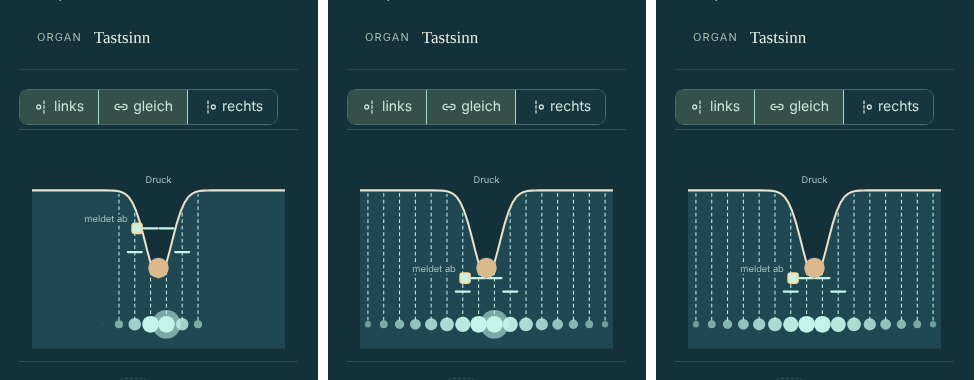 ORGAN Tastsinn
links gleich rechts
Druck
meldet ab
ORGAN Tastsinn
links gleich rechts
Druck
meldet ab
ORGAN Tastsinn
links gleich rechts
Druck
meldet ab